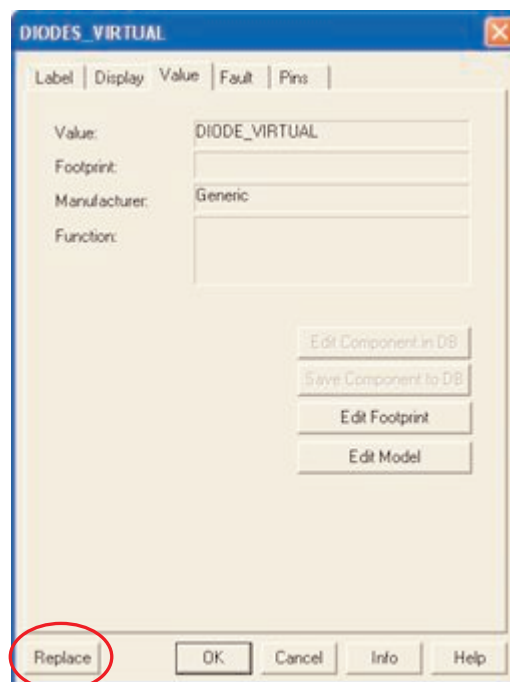 DIODES_VIRTUAL
Label Display Value Fault Pins
Value: DIODE_VIRTUAL
Footprint:
Manufacturer: Generic
Function:
Edit Component in DB
Save Component to DB
Edit Footprint
Edit Model
Replace OK Cancel Info Help